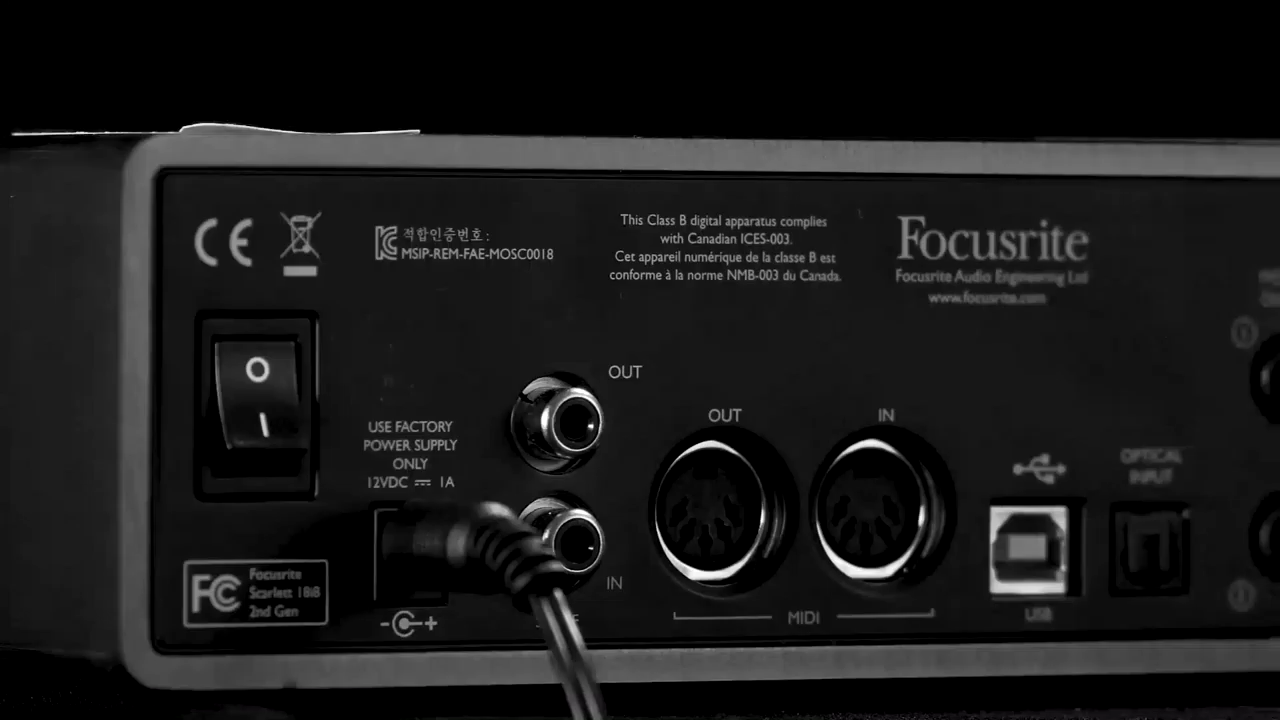 CE
적합인증번호 :
MSIP-REM-FAE-MOSC0018
This Class B digital apparatus complies
with Canadian ICES-003.
Cet appareil numérique de la classe B est
conforme à la norme NMB-003 du Canada.
Focusrite
Focusrite Audio Engineering Ltd
www.focusrite.com
O
I
USE FACTORY
POWER SUPPLY
ONLY
12VDC ⎓ 1A
OUT
IN
OUT
IN
MIDI
USB
OPTICAL
INPUT
FC
Focusrite
Scarlett 18i8
2nd Gen
- +